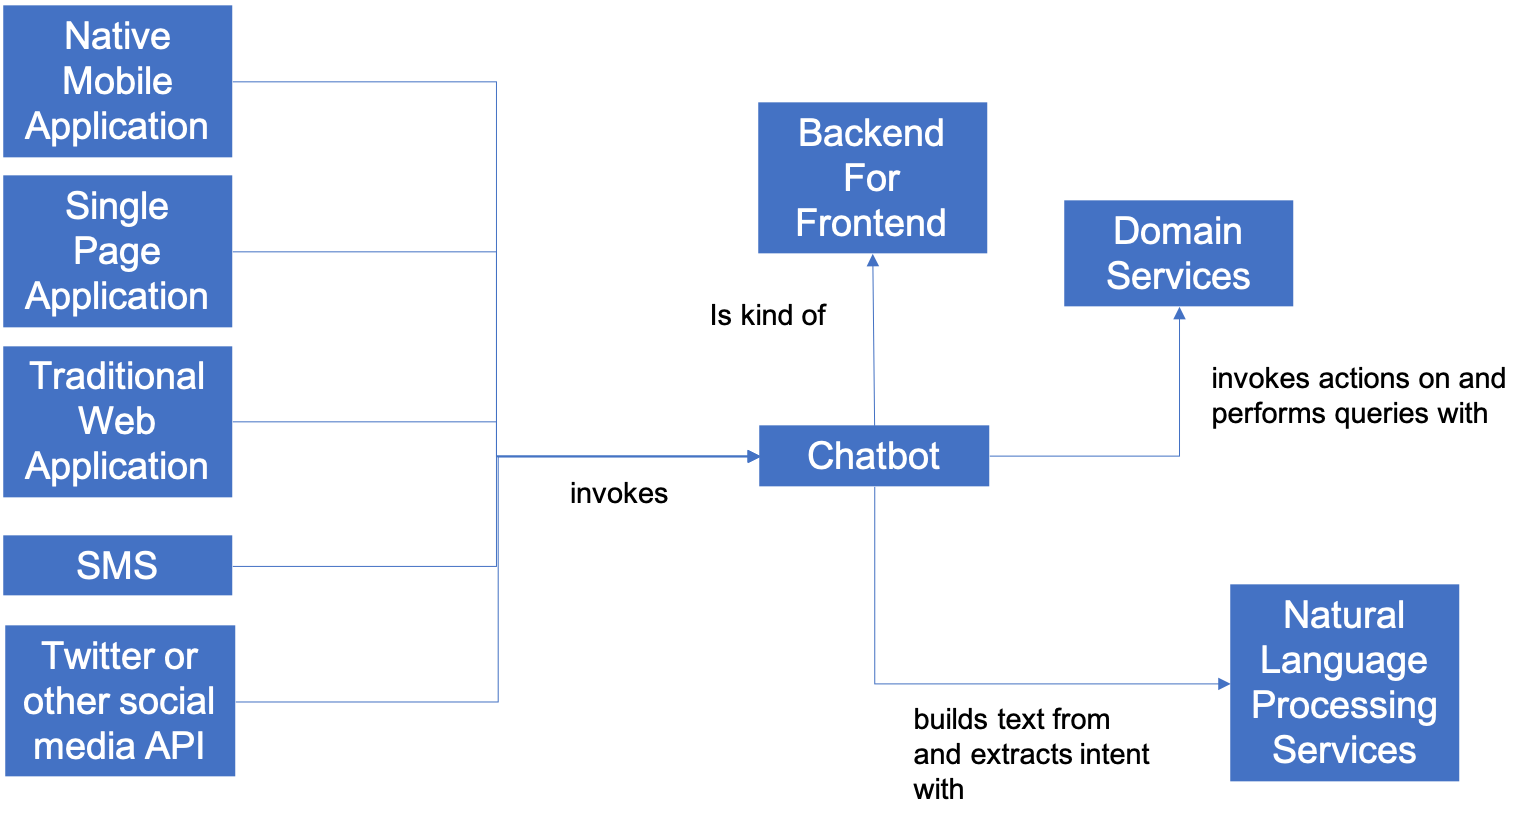 Native
Mobile
Application
Single
Page
Application
Traditional
Web
Application
SMS
Twitter or
other social
media API
invokes
Backend
For
Frontend
Is kind of
Chatbot
Domain
Services
invokes actions on and
performs queries with
builds text from
and extracts intent
with
Natural
Language
Processing
Services